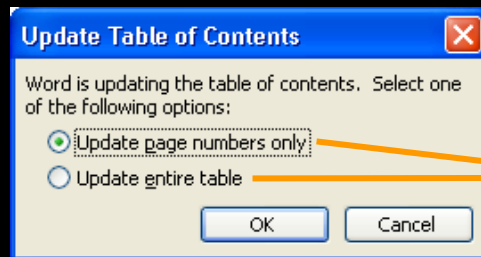 Update Table of Contents
Word is updating the table of contents. Select one
of the following options:
Update page numbers only
Update entire table
OK Cancel